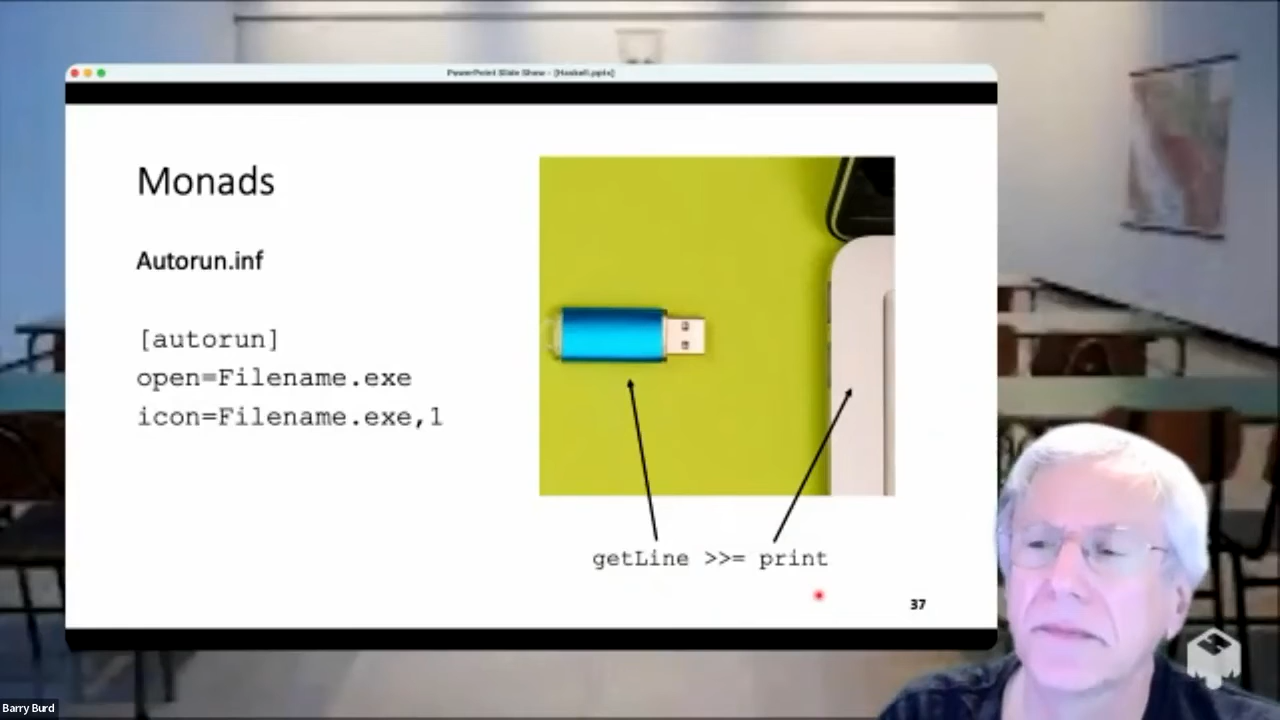 PowerPoint Slide Show - [Haskell.pptx]
Monads
Autorun.inf
[autorun]
open=Filename.exe
icon=Filename.exe,1
getLine >>= print
37
Barry Burd